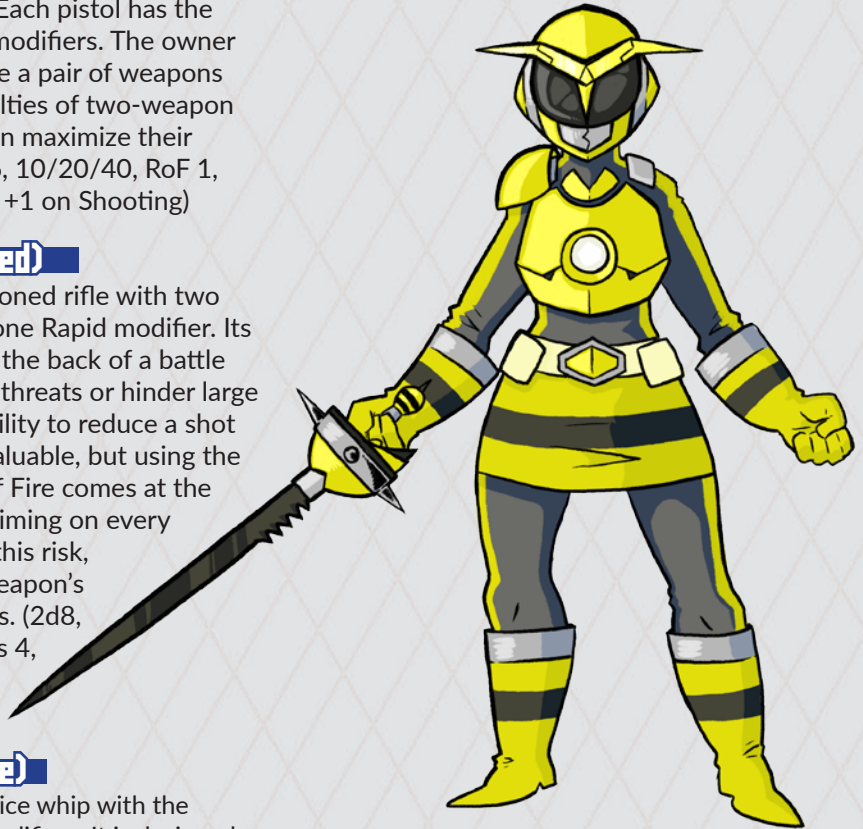 Each pistol has the
modifiers. The owner
e a pair of weapons
lties of two-weapon
n maximize their
, 10/20/40, RoF 1,
+1 on Shooting)
ed)
oned rifle with two
one Rapid modifier. Its
the back of a battle
threats or hinder large
ility to reduce a shot
aluable, but using the
f Fire comes at the
iming on every
this risk,
eapon's
s. (2d8,
s 4,
e)
ice whip with the